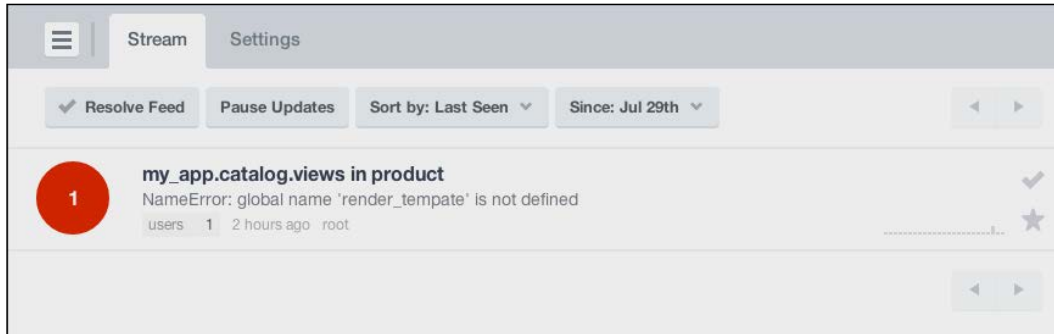 Stream Settings
Resolve Feed Pause Updates Sort by: Last Seen Since: Jul 29th
1
my_app.catalog.views in product
NameError: global name 'render_tempate' is not defined
users 1 2 hours ago root